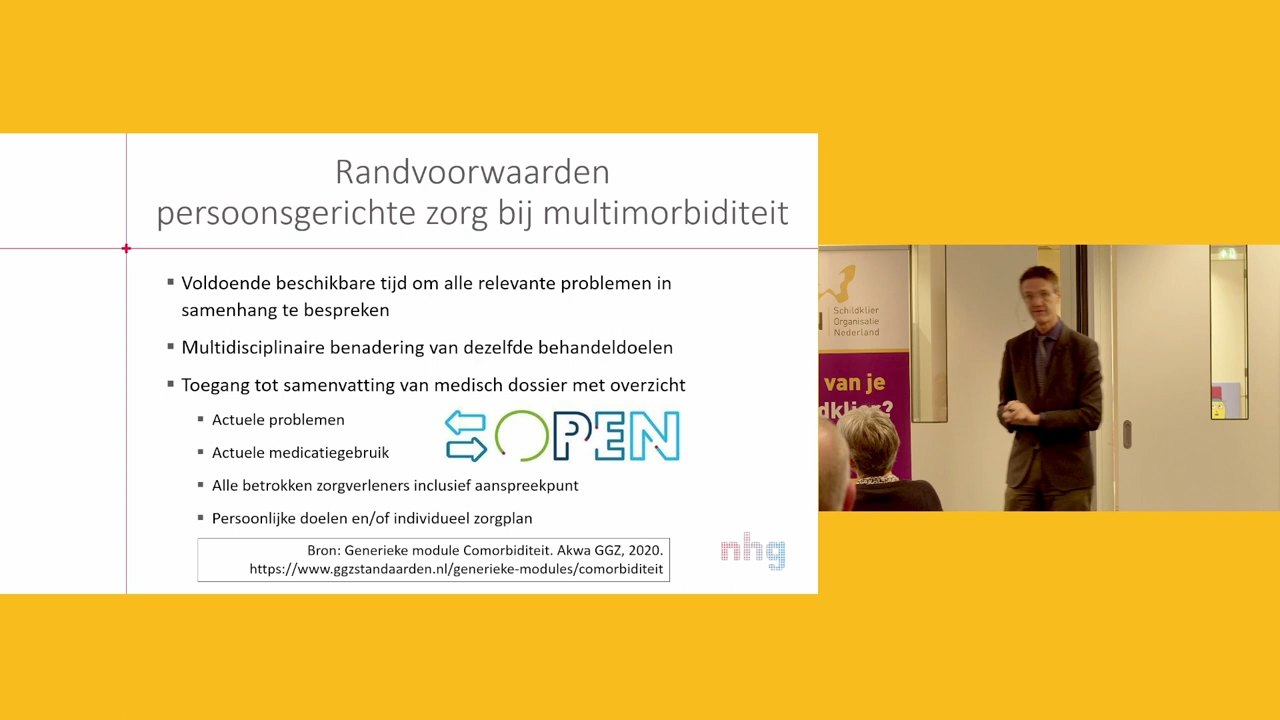 Randvoorwaarden
persoonsgerichte zorg bij multimorbiditeit
▪ Voldoende beschikbare tijd om alle relevante problemen in
samenhang te bespreken
▪ Multidisciplinaire benadering van dezelfde behandeldoelen
▪ Toegang tot samenvatting van medisch dossier met overzicht
▪ Actuele problemen
▪ Actuele medicatiegebruik
▪ Alle betrokken zorgverleners inclusief aanspreekpunt
▪ Persoonlijke doelen en/of individueel zorgplan
OPEN
Bron: Generieke module Comorbiditeit. Akwa GGZ, 2020.
https://www.ggzstandaarden.nl/generieke-modules/comorbiditeit
nhg
Schildklier
Organisatie
Nederland
van je